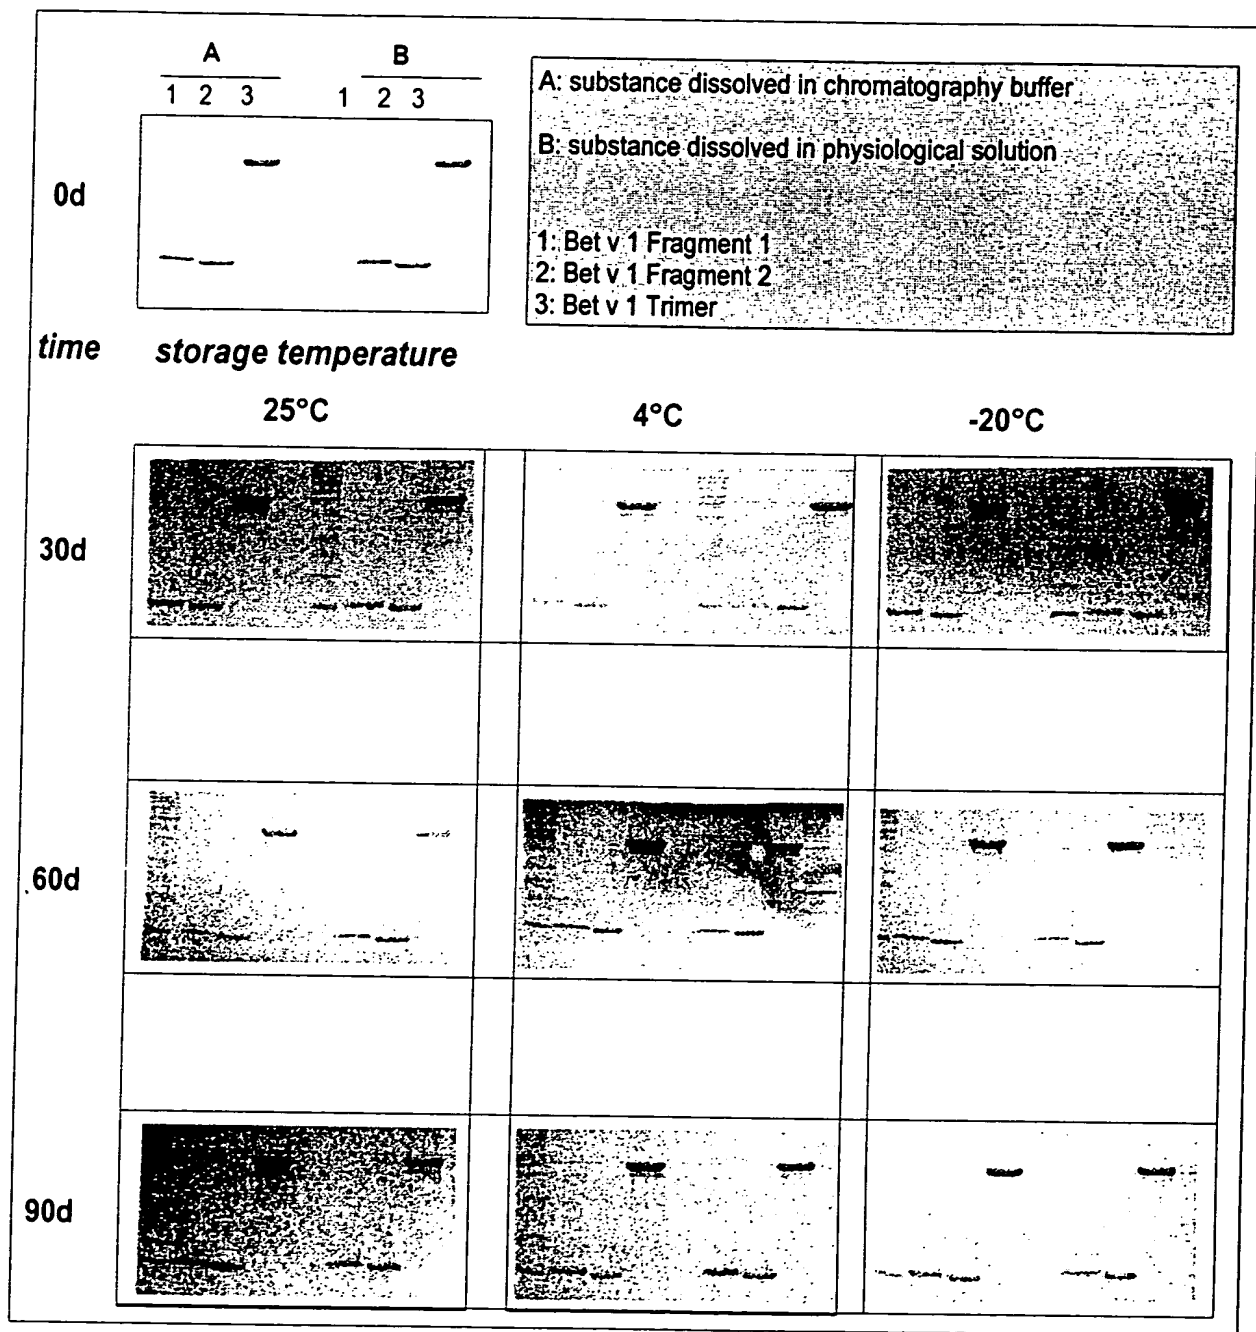 A B
1 2 3 1 2 3
0d
A: substance dissolved in chromatography buffer
B: substance dissolved in physiological solution
1: Bet v 1 Fragment 1
2: Bet v 1 Fragment 2
3: Bet v 1 Trimer
time storage temperature
25°C 4°C -20°C
30d
60d
90d